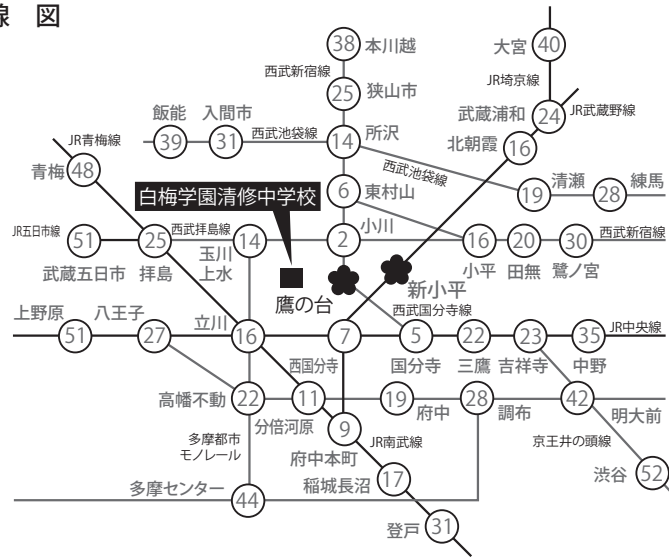 線 図
38
本川越
大宮
40
西武新宿線
JR埼京線
25
狭山市
飯能
入間市
武蔵浦和
24
JR武蔵野線
39
31
西武池袋線
14
所沢
北朝霞
16
JR青梅線
青梅
48
西武池袋線
清瀬
練馬
白梅学園清修中学校
6
東村山
19
28
JR五日市線
51
25
西武拝島線
14
2
小川
16
20
30
西武新宿線
武蔵五日市
拝島
玉川
上水
小平
田無
鷺ノ宮
鷹の台
新小平
上野原
八王子
立川
西武国分寺線
51
27
16
7
5
22
23
35
JR中央線
西国分寺
国分寺
三鷹
吉祥寺
中野
高幡不動
22
11
19
府中
28
調布
42
明大前
分倍河原
多摩都市
モノレール
9
JR南武線
京王井の頭線
府中本町
渋谷
52
多摩センター
44
稲城長沼
17
登戸
31